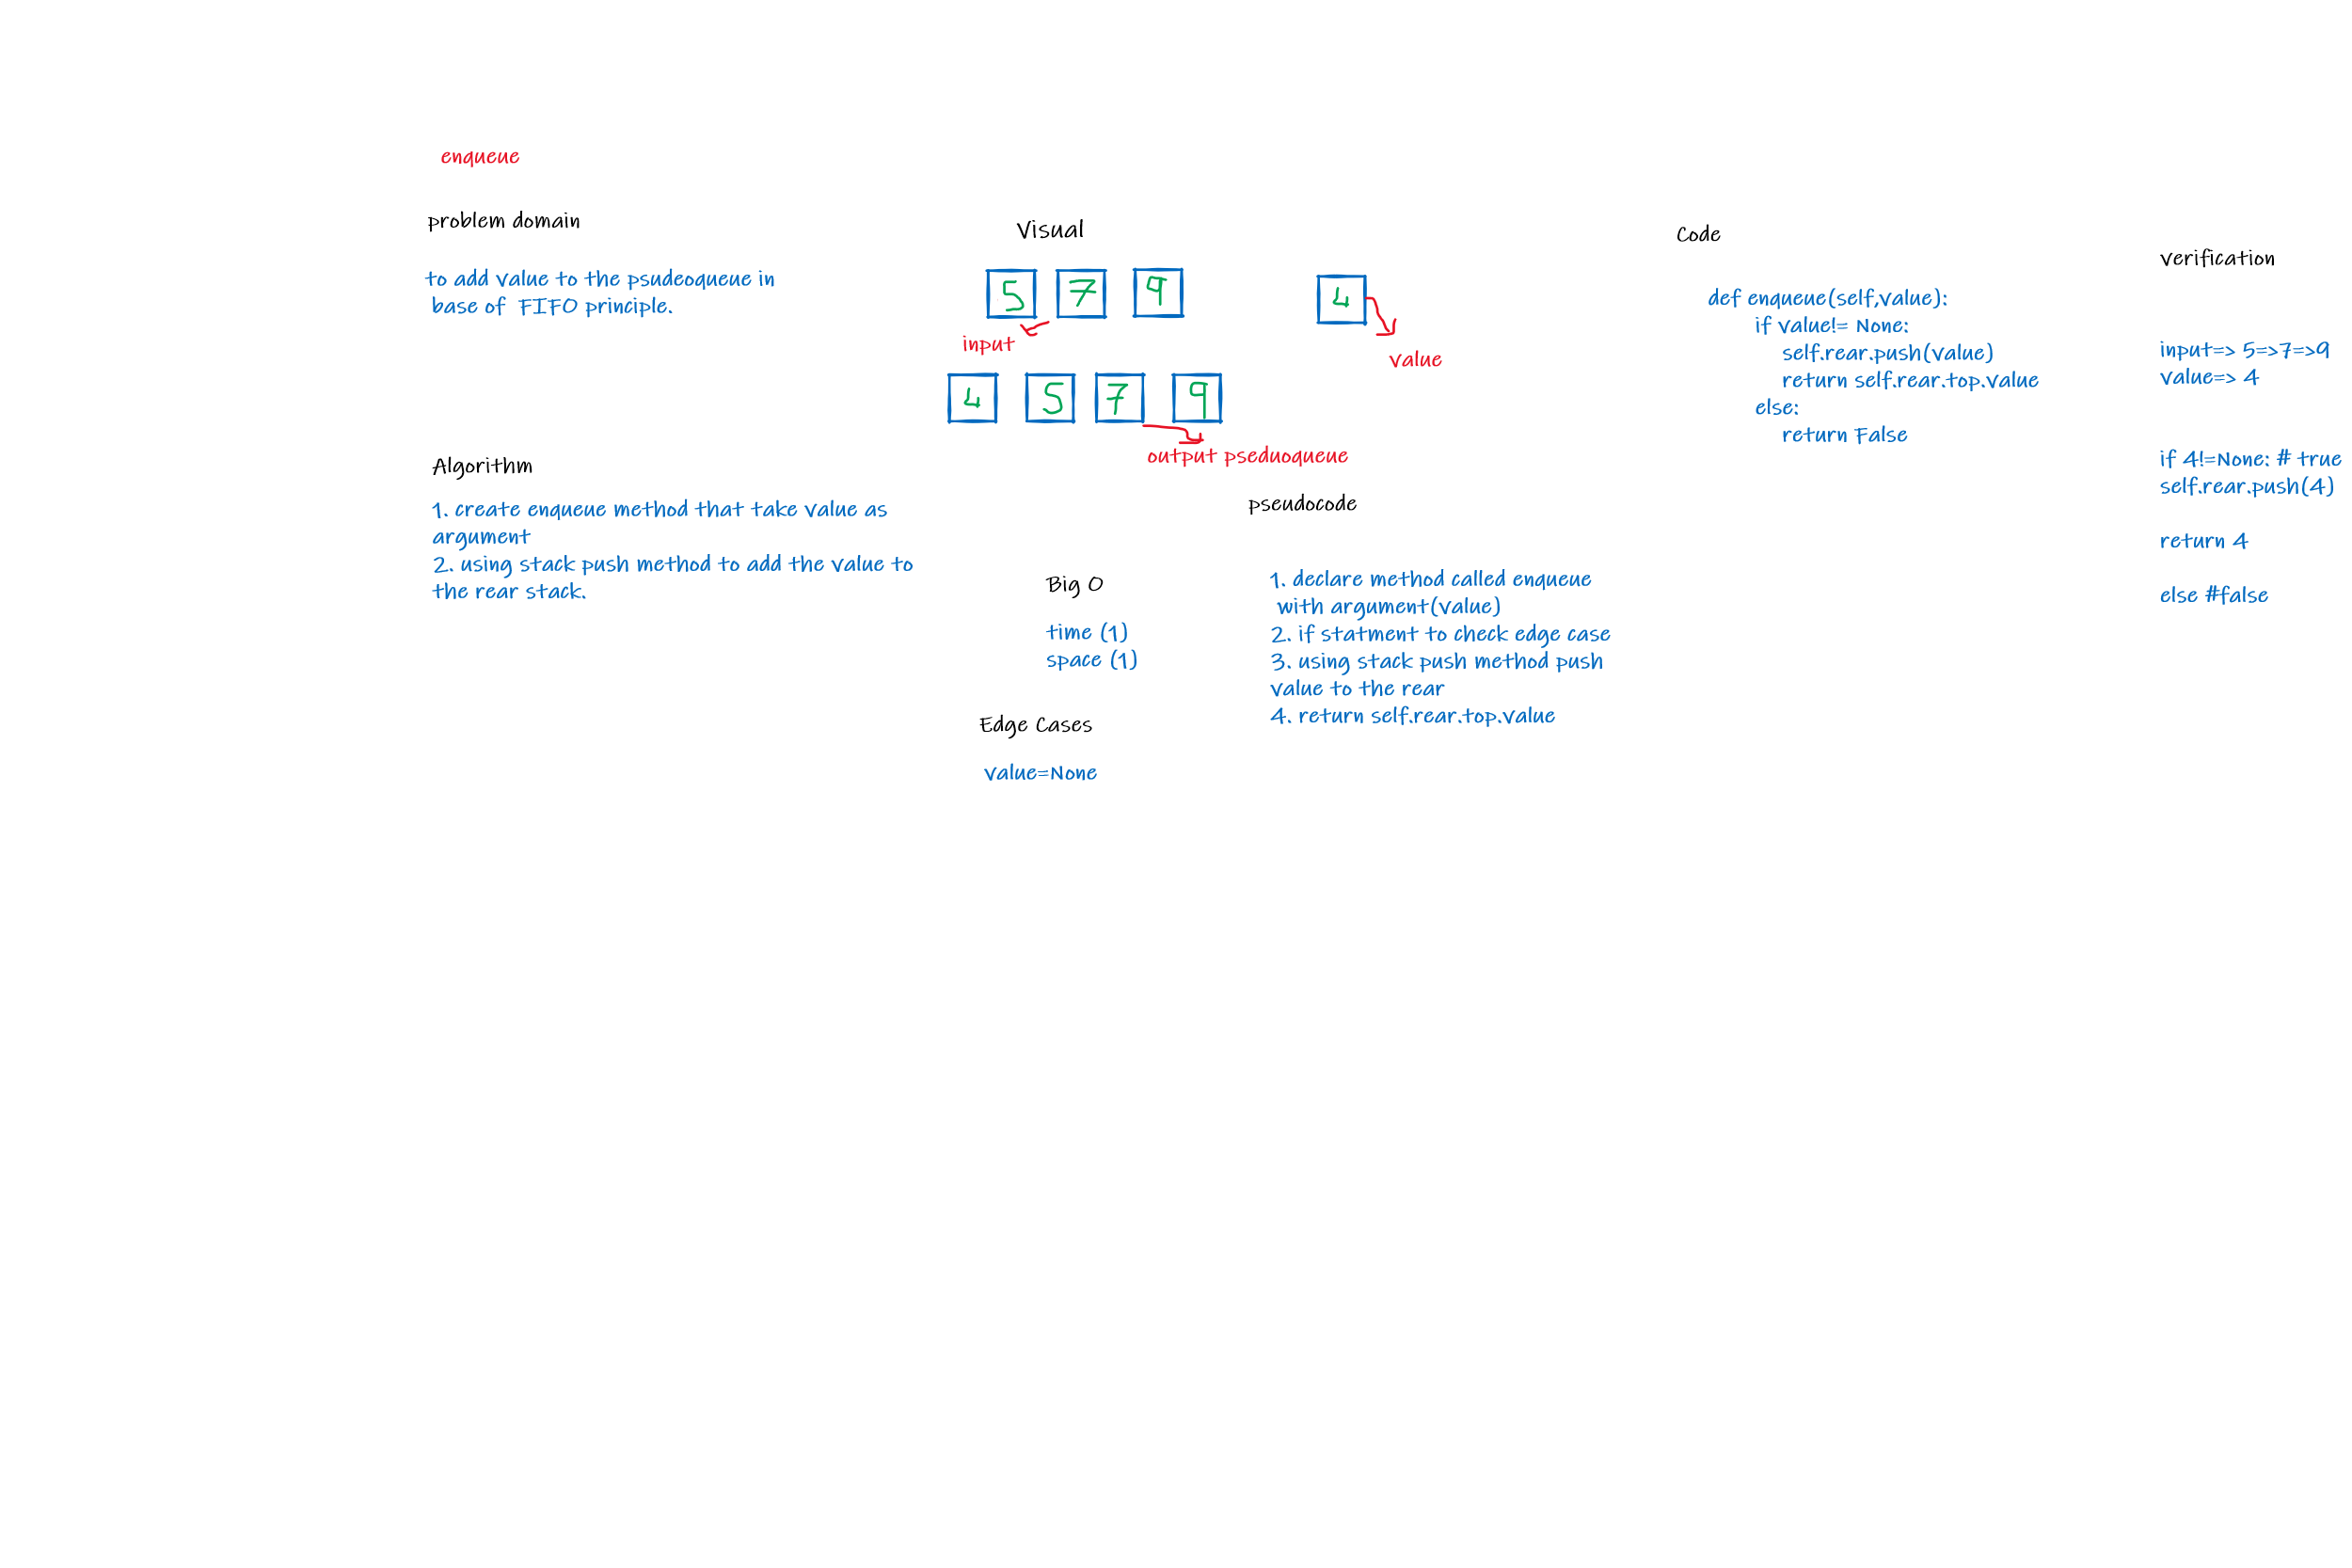 enqueue
problem domain
to add value to the psudeoqueue in
base of FIFO principle.
Algorithm
1. create enqueue method that take value as
argument
2. using stack push method to add the value to
the rear stack.
Visual
5 7 9
4
input
value
4 5 7 9
output pseduoqueue
Big O
time (1)
space (1)
Edge Cases
value=None
pseudocode
1. declare method called enqueue
with argument(value)
2. if statment to check edge case
3. using stack push method push
value to the rear
4. return self.rear.top.value
Code
def enqueue(self,value):
if value!= None:
self.rear.push(value)
return self.rear.top.value
else:
return False
verification
input=> 5=>7=>9
value=> 4
if 4!=None: # true
self.rear.push(4)
return 4
else #false